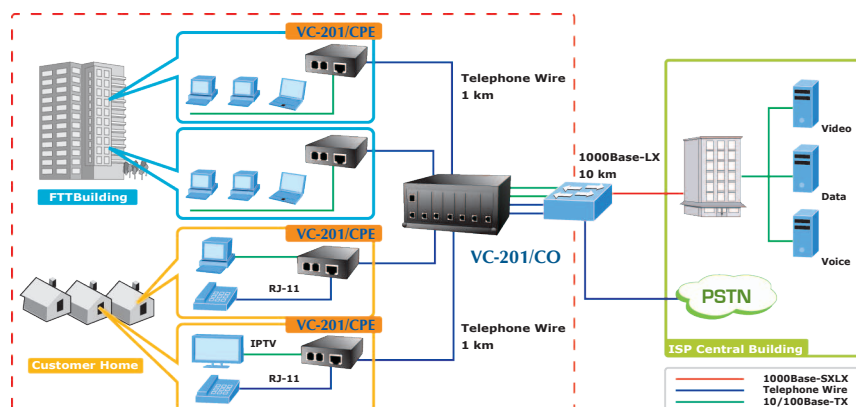 VC-201/CPE
Telephone Wire
1 km
FTTBuilding
1000Base-LX
10 km
Video
Data
Voice
VC-201/CPE
VC-201/CO
RJ-11
PSTN
VC-201/CPE
Telephone Wire
1 km
IPTV
RJ-11
Customer Home
ISP Central Building
1000Base-SXLX
Telephone Wire
10/100Base-TX